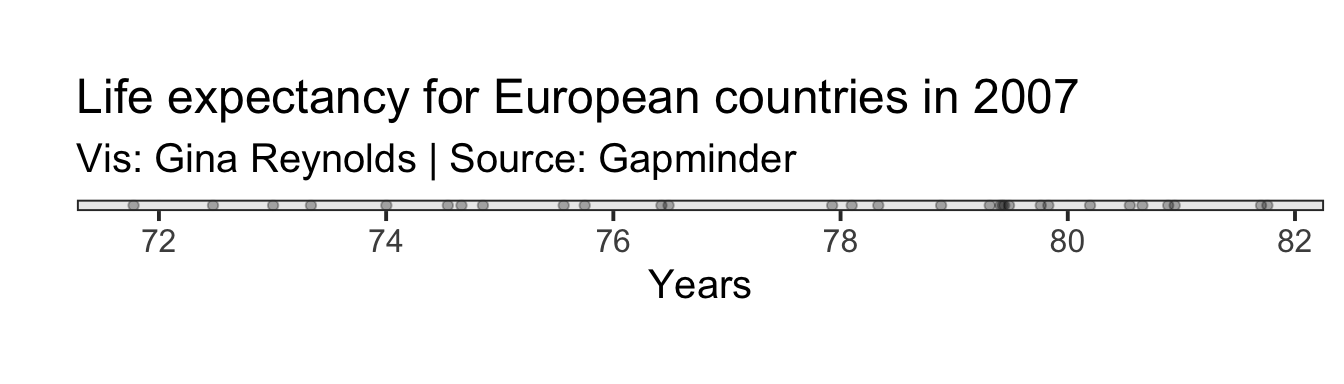 Life expectancy for European countries in 2007
Vis: Gina Reynolds | Source: Gapminder
72 74 76 78 80 82
Years